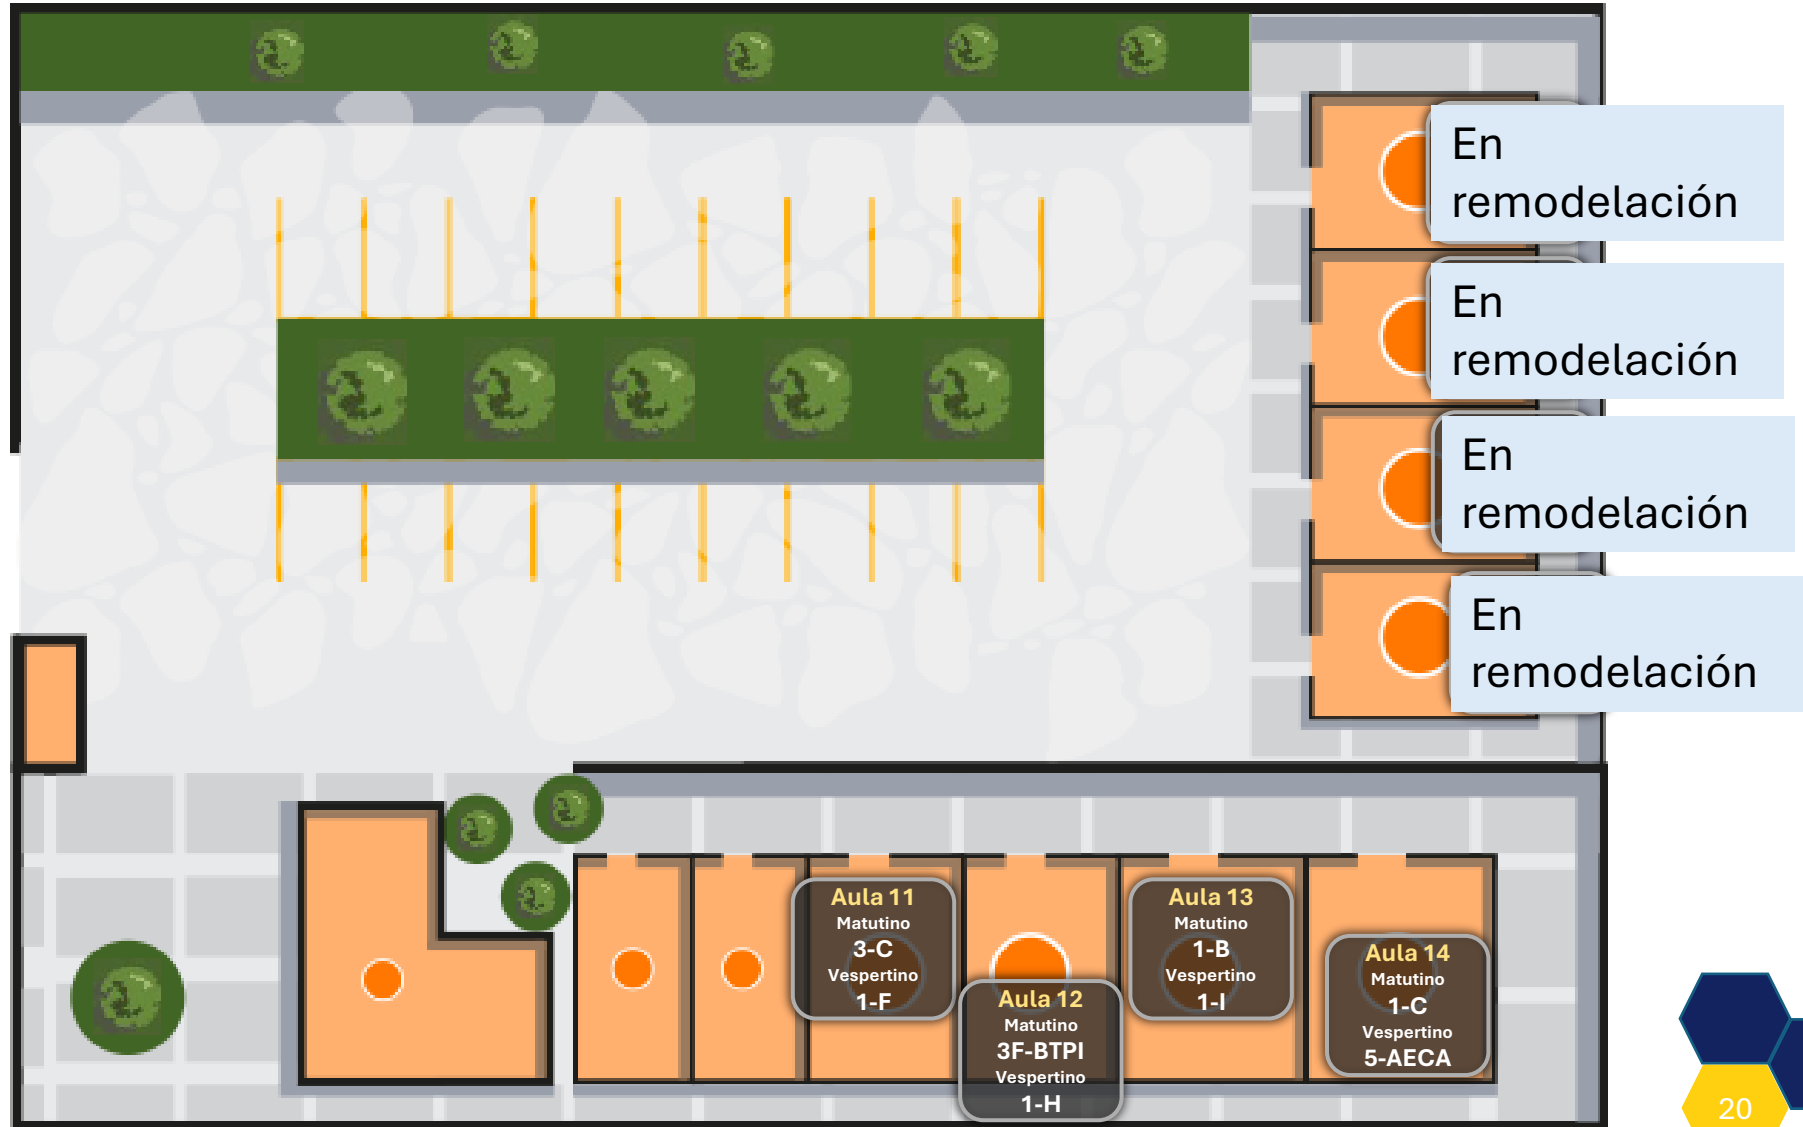 En
remodelación
En
remodelación
En
remodelación
En
remodelación
Aula 11
Matutino
3-C
Vespertino
1-F
Aula 12
Matutino
3F-BTPI
Vespertino
1-H
Aula 13
Matutino
1-B
Vespertino
1-I
Aula 14
Matutino
1-C
Vespertino
5-AECA
20